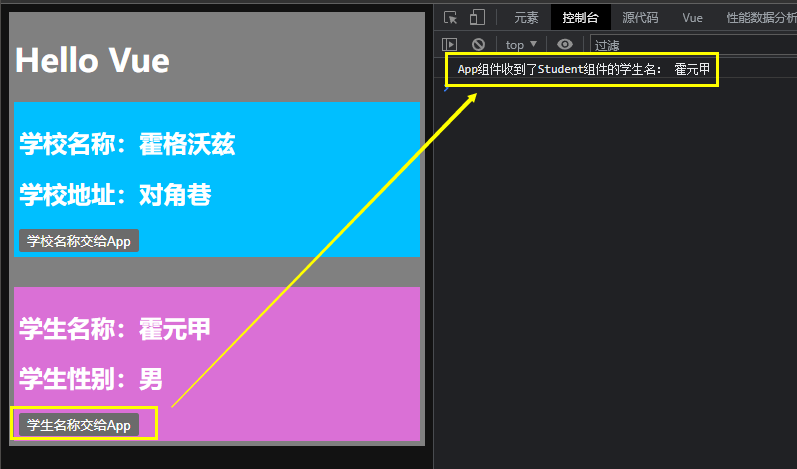 Hello Vue
学校名称：霍格沃兹
学校地址：对角巷
学校名称交给App
学生名称：霍元甲
学生性别：男
学生名称交给App
元素 控制台 源代码 Vue 性能数据分析
top 过滤
App组件收到了Student组件的学生名： 霍元甲